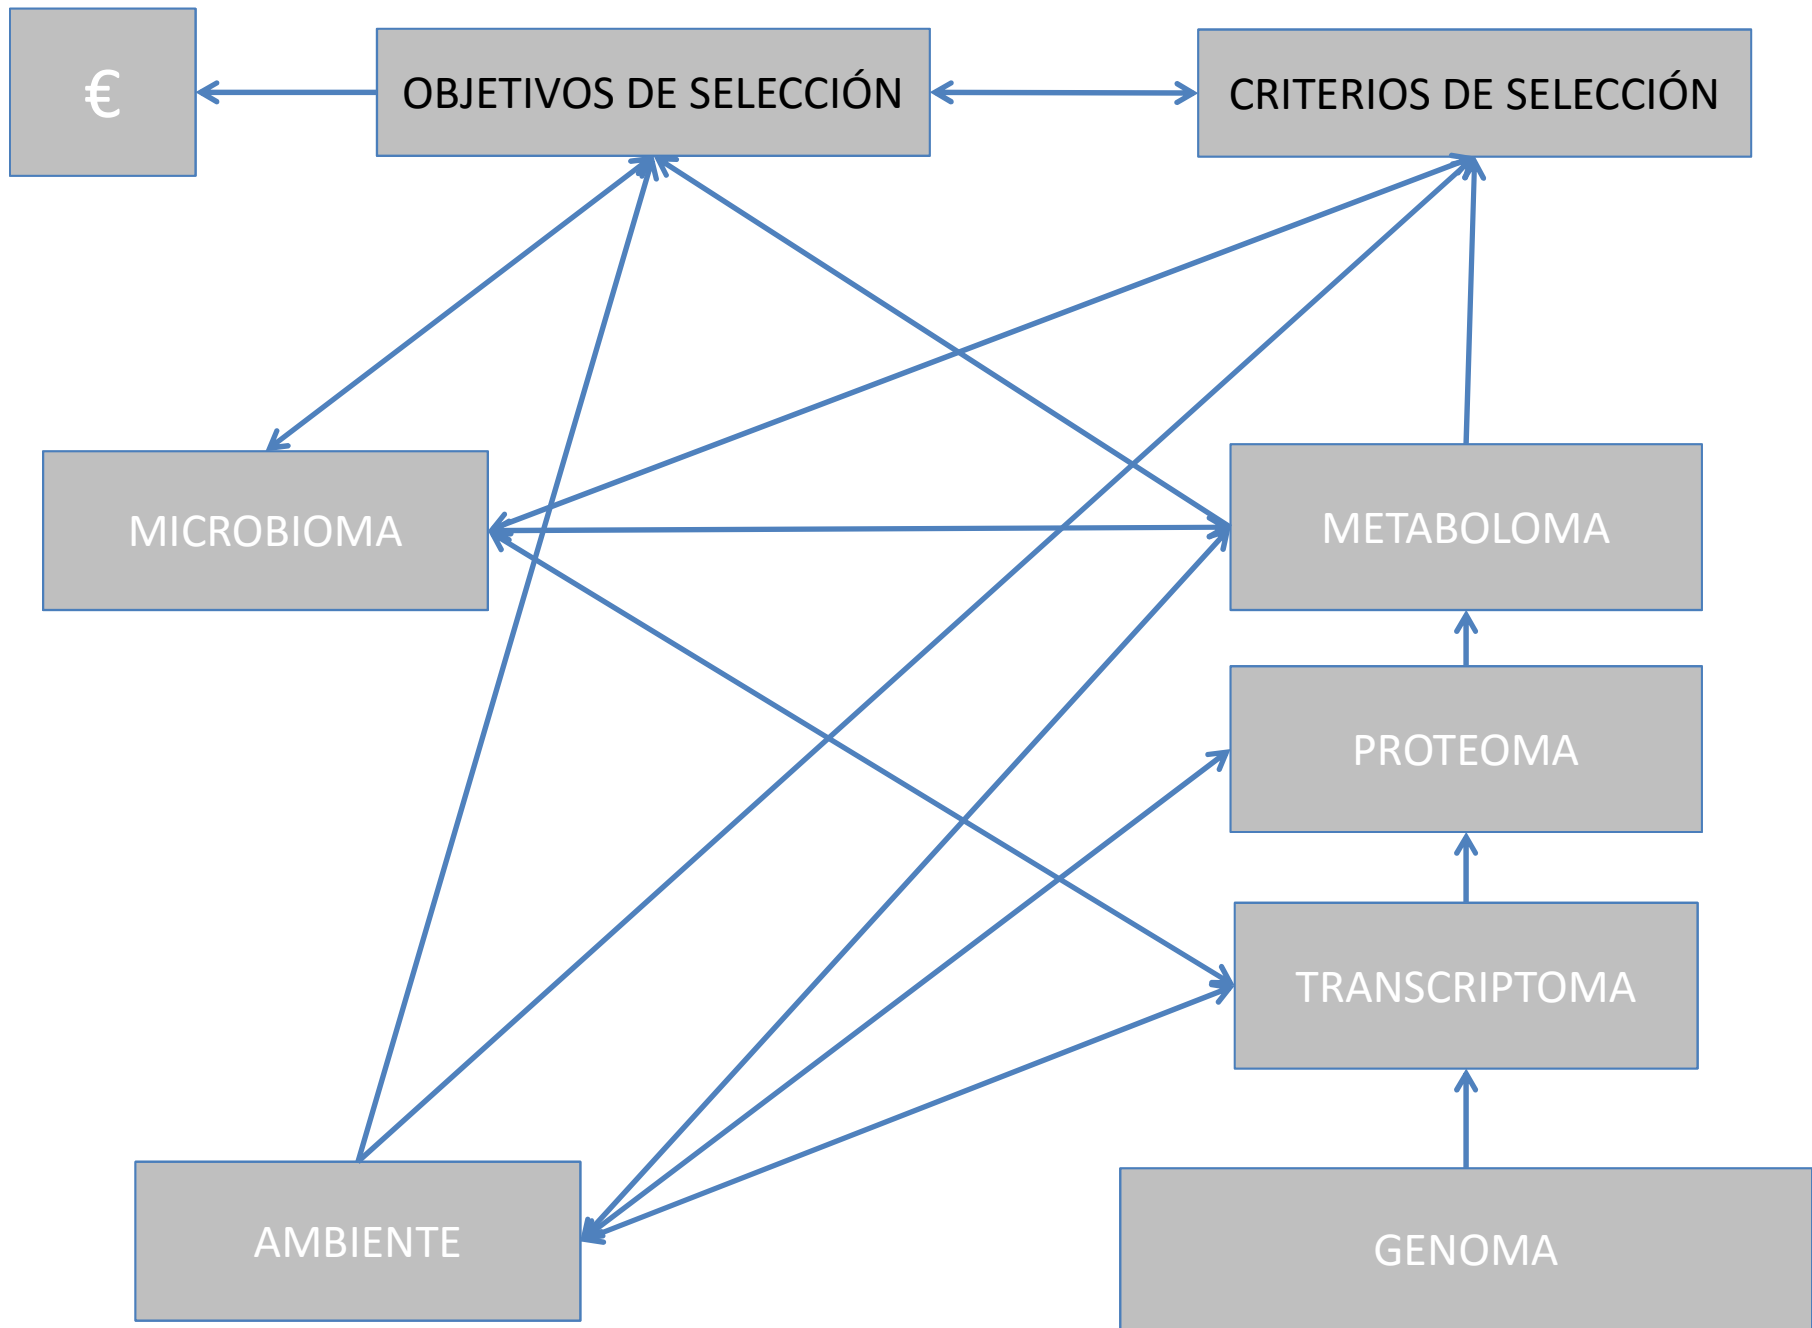 €
OBJETIVOS DE SELECCIÓN
CRITERIOS DE SELECCIÓN
MICROBIOMA
METABOLOMA
PROTEOMA
TRANSCRIPTOMA
AMBIENTE
GENOMA